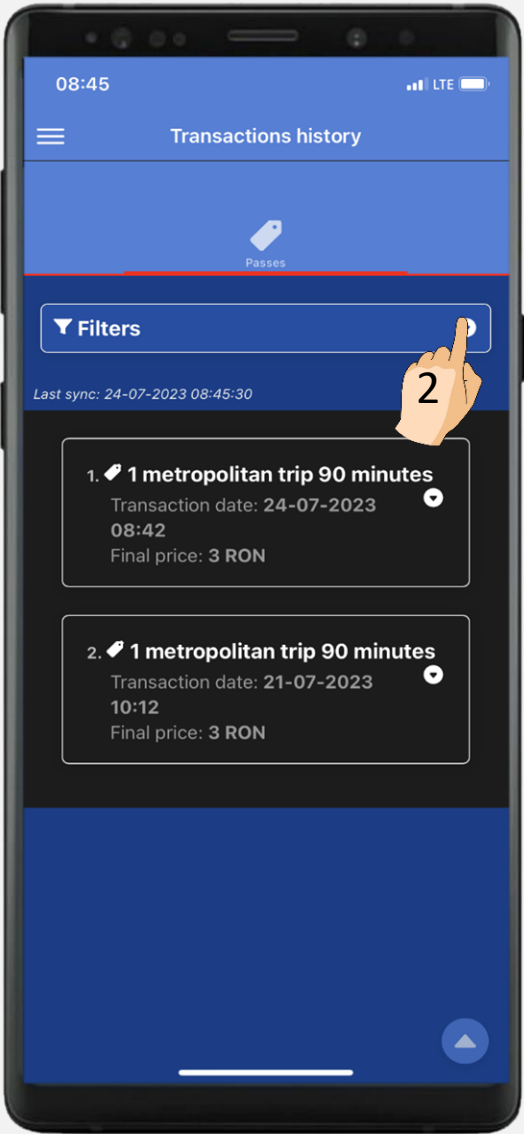 08:45
LTE
Transactions history
Passes
Filters
2
Last sync: 24-07-2023 08:45:30
1. 1 metropolitan trip 90 minutes
Transaction date: 24-07-2023
08:42
Final price: 3 RON
2. 1 metropolitan trip 90 minutes
Transaction date: 21-07-2023
10:12
Final price: 3 RON